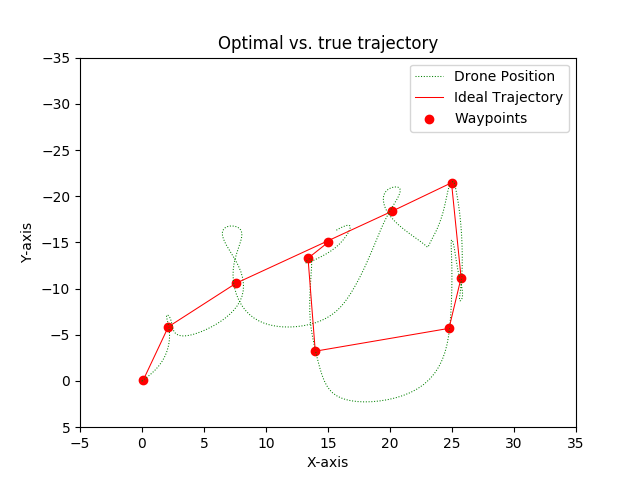 Optimal vs. true trajectory
Drone Position
Ideal Trajectory
Waypoints
Y-axis
−35
−30
−25
−20
−15
−10
−5
0
5
−5 0 5 10 15 20 25 30 35
X-axis